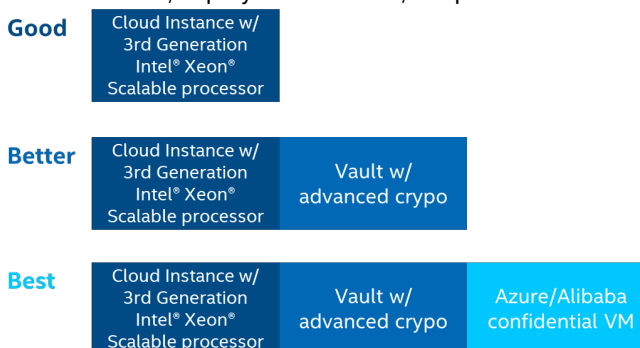 Good
Cloud Instance w/
3rd Generation
Intel® Xeon®
Scalable processor
Better
Cloud Instance w/
3rd Generation
Intel® Xeon®
Scalable processor
Vault w/
advanced crypo
Best
Cloud Instance w/
3rd Generation
Intel® Xeon®
Scalable processor
Vault w/
advanced crypo
Azure/Alibaba
confidential VM